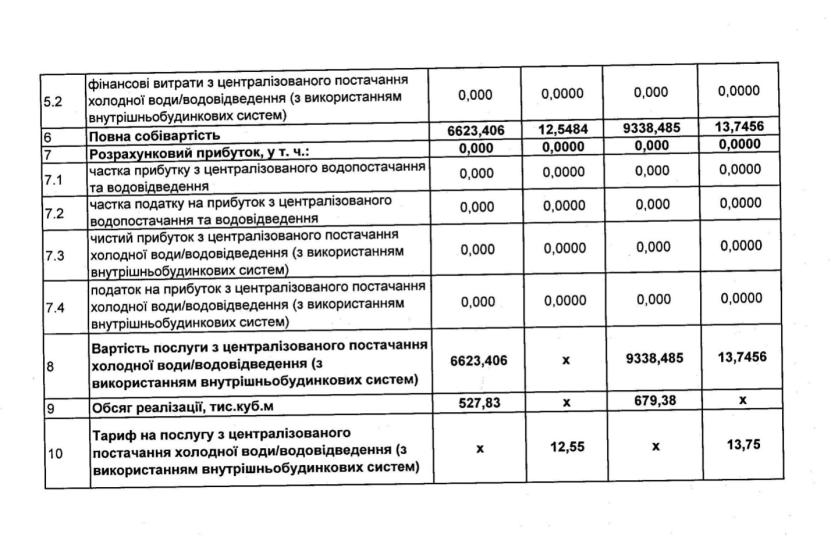 5.2 фінансові витрати з централізованого постачання
холодної води/водовідведення (з використанням
внутрішньобудинкових систем) 0,000 0,0000 0,000 0,0000
6 Повна собівартість 6623,406 12,5484 9338,485 13,7456
7 Розрахунковий прибуток, у т. ч.: 0,000 0,0000 0,000 0,0000
7.1 частка прибутку з централізованого водопостачання
та водовідведення 0,000 0,0000 0,000 0,0000
7.2 частка податку на прибуток з централізованого
водопостачання та водовідведення 0,000 0,0000 0,000 0,0000
7.3 чистий прибуток з централізованого постачання
холодної води/водовідведення (з використанням
внутрішньобудинкових систем) 0,000 0,0000 0,000 0,0000
7.4 податок на прибуток з централізованого постачання
холодної води/водовідведення (з використанням
внутрішньобудинкових систем) 0,000 0,0000 0,000 0,0000
8 Вартість послуги з централізованого постачання
холодної води/водовідведення (з
використанням внутрішньобудинкових систем) 6623,406 х 9338,485 13,7456
9 Обсяг реалізації, тис.куб.м 527,83 х 679,38 х
10 Тариф на послугу з централізованого
постачання холодної води/водовідведення (з
використанням внутрішньобудинкових систем) х 12,55 х 13,75